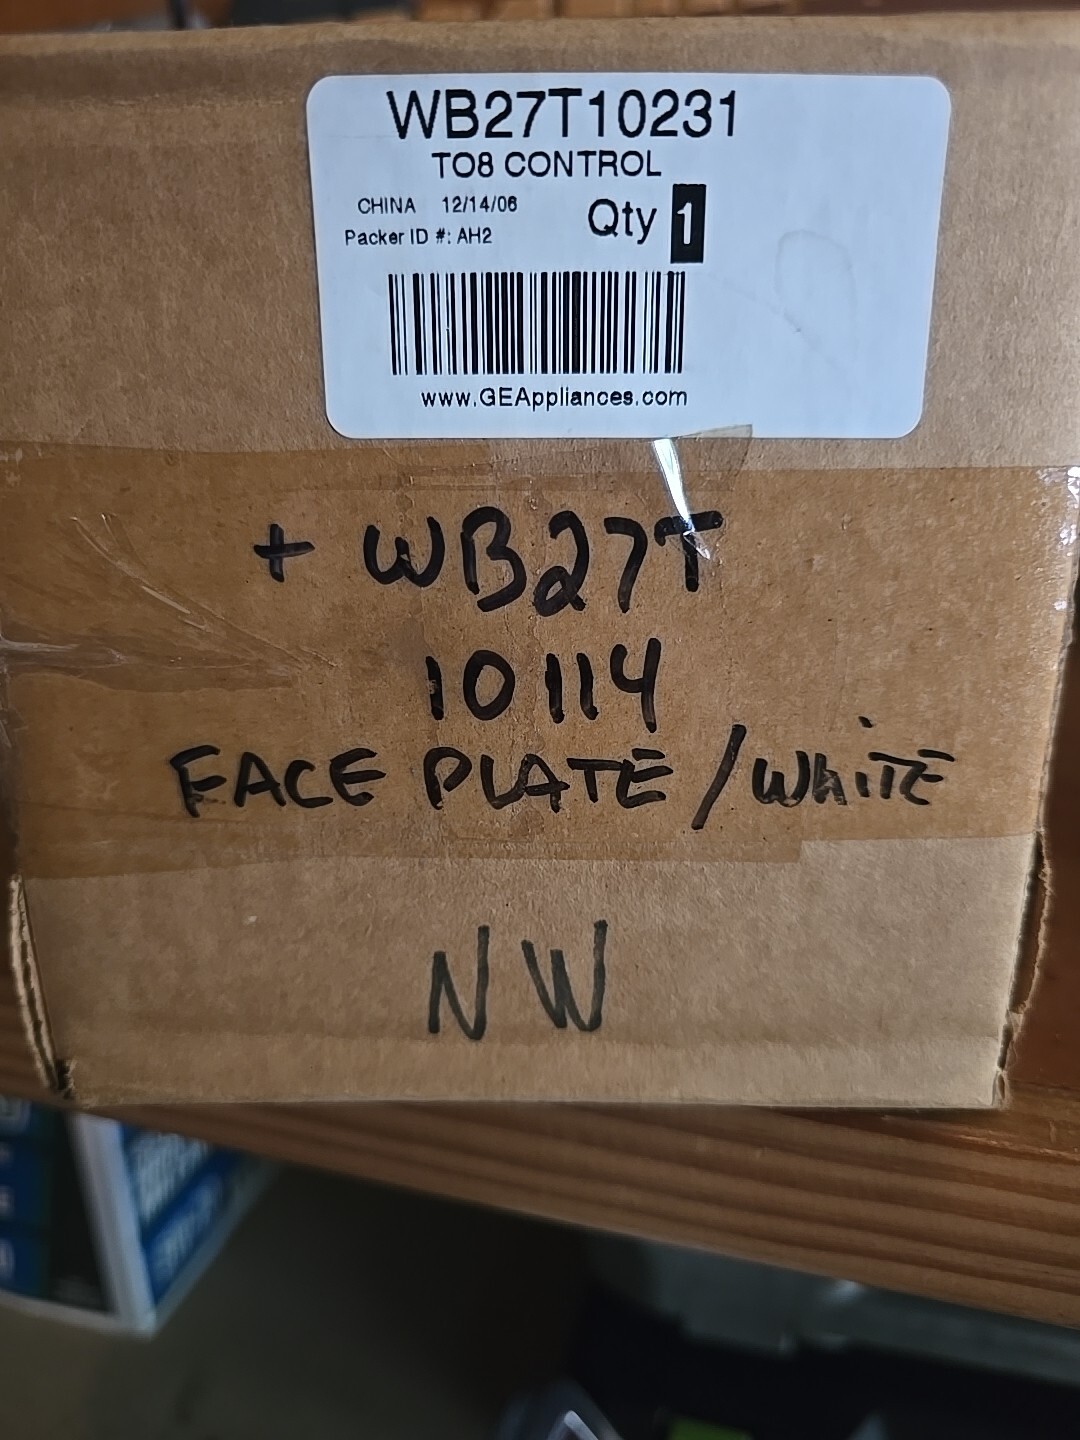 WB27T10231
TO8 CONTROL
CHINA 12/14/06
Qty 1
Packer ID #: AH2
www.GEAppliances.com
+ WB27T
10114
FACE PLATE / WHITE
NW